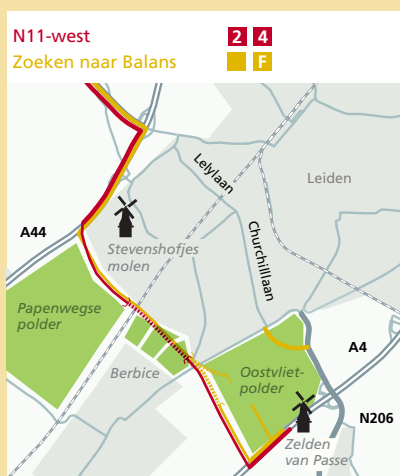 N11-west 2 4
Zoeken naar Balans F
Lelylaan
Leiden
A44
Stevenshofjes
molen
Churchilllaan
Papenwegse
polder
Berbice
Oostvliet-
polder
A4
N206
Zelden
van Passe